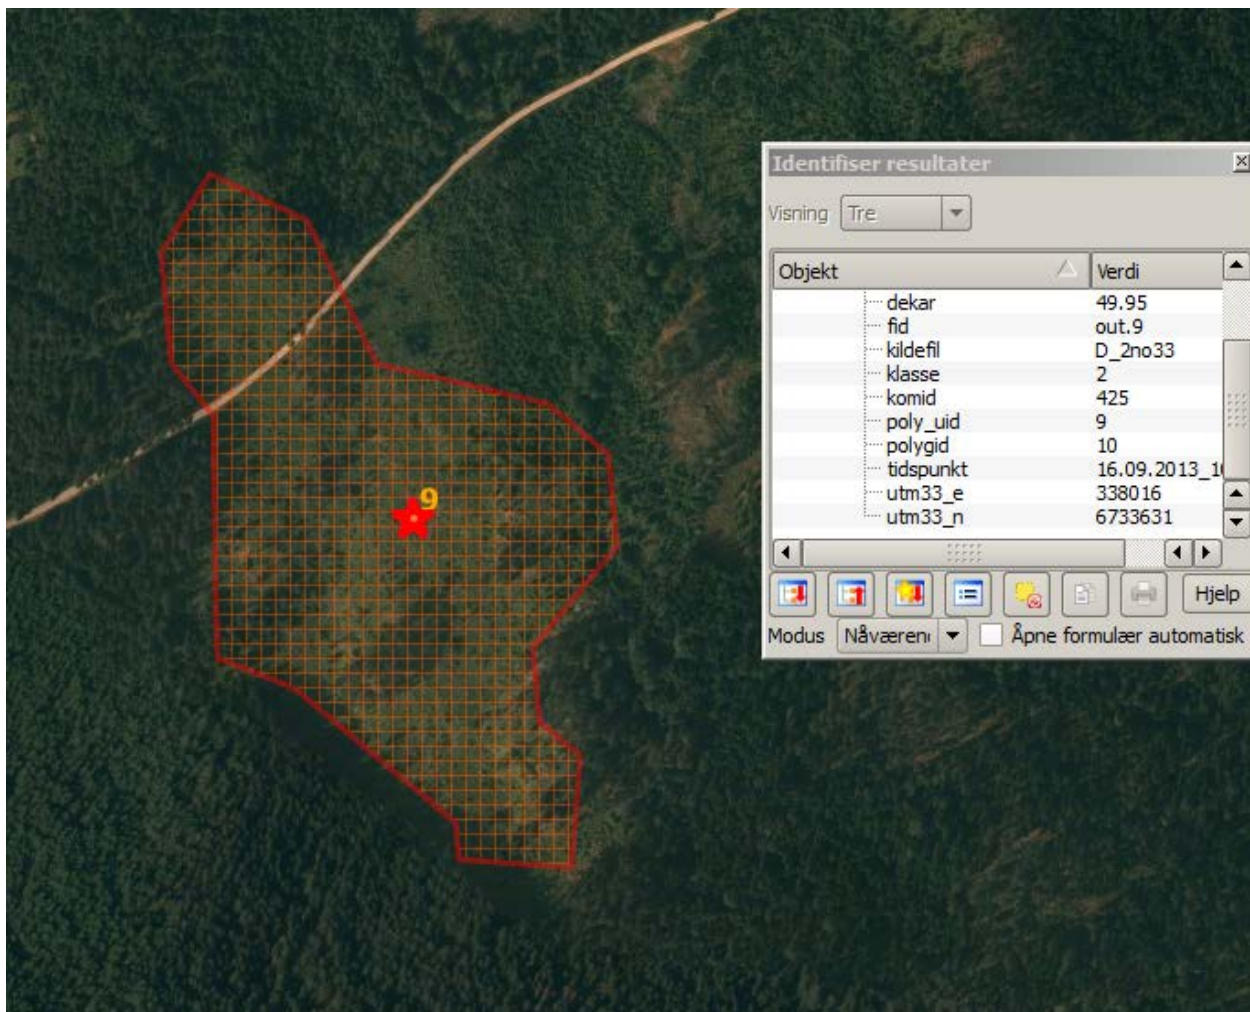 Identifiser resultater
Visning Tre
Objekt Verdi
dekar 49.95
fid out.9
kildefil D_2no33
klasse 2
komid 425
poly_uid 9
polygid 10
tidspunkt 16.09.2013_1
utm33_e 338016
utm33_n 6733631
9
Hjelp
Modus Nåværen Åpne formulær automatisk